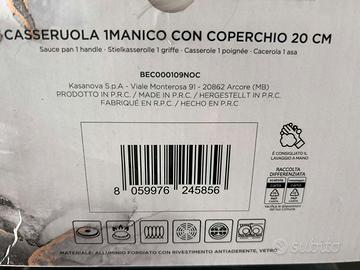 CASSERUOLA 1MANICO CON COPERCHIO 20 CM
Sauce pan 1 handle - Stielkasserolle 1 griffe - Casserole 1 poignée - Cacerola 1 asa
BEC000109NOC
Kasanova S.p.A - Viale Monterosa 91 - 20862 Arcore (MB)
PRODOTTO IN P.R.C. / MADE IN P.R.C. / HERGESTELLT IN P.R.C.
FABRIQUÉ EN R.P.C. / HECHO EN P.R.C
È CONSIGLIATO IL
LAVAGGIO A MANO
RACCOLTA
DIFFERENZIATA
carta
carta
8 059976 245856
MATERIALE: ALLUMINIO FORGIATO CON RIVESTIMENTO ANTIADERENTE, VETRO
Subito